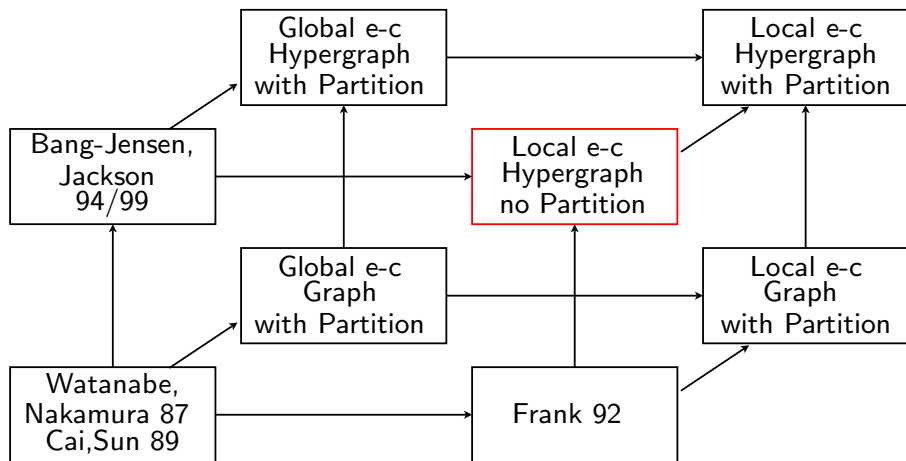 Global e-c
Hypergraph
with Partition
Local e-c
Hypergraph
with Partition
Bang-Jensen,
Jackson
94/99
Local e-c
Hypergraph
no Partition
Global e-c
Graph
with Partition
Local e-c
Graph
with Partition
Watanabe,
Nakamura 87
Cai,Sun 89
Frank 92